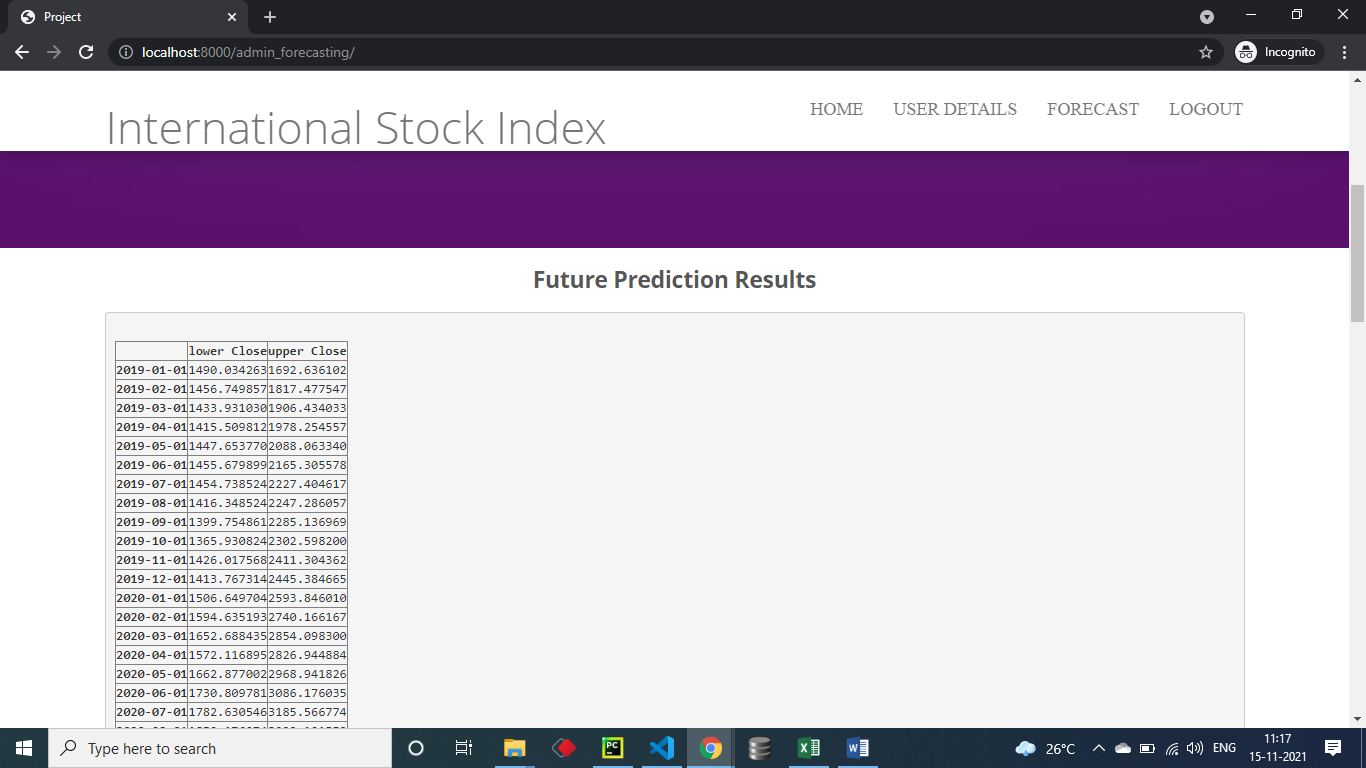 Project
localhost:8000/admin_forecasting/
Incognito
International Stock Index
HOME USER DETAILS FORECAST LOGOUT
Future Prediction Results
lower Close upper Close
2019-01-01 1490.034263 1692.636102
2019-02-01 1456.749857 1817.477547
2019-03-01 1433.931030 1906.434033
2019-04-01 1415.509812 1978.254557
2019-05-01 1447.653770 2088.063340
2019-06-01 1455.679899 2165.305578
2019-07-01 1454.738524 2227.404617
2019-08-01 1416.348524 2247.286057
2019-09-01 1399.754861 2285.136969
2019-10-01 1365.930824 2302.598200
2019-11-01 1426.017568 2411.304362
2019-12-01 1413.767314 2445.384665
2020-01-01 1506.649704 2593.846010
2020-02-01 1594.635193 2740.166167
2020-03-01 1652.688435 2854.098300
2020-04-01 1572.116895 2826.944884
2020-05-01 1662.877002 2968.941826
2020-06-01 1730.809781 3086.176035
2020-07-01 1782.630546 3185.566774
Type here to search
PC
26°C
ENG
11:17
15-11-2021